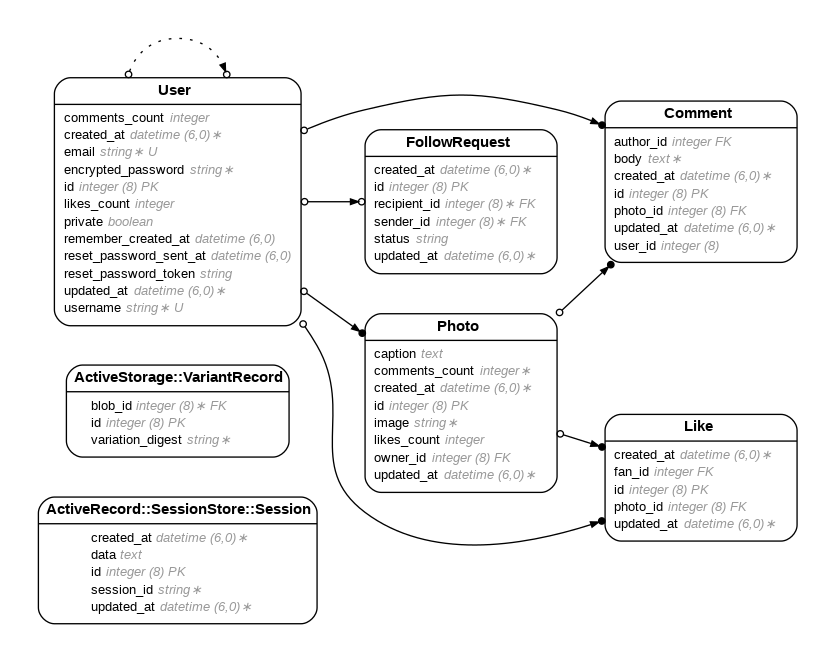 User
comments_count integer
created_at datetime (6,0)∗
email string∗ U
encrypted_password string∗
id integer (8) PK
likes_count integer
private boolean
remember_created_at datetime (6,0)
reset_password_sent_at datetime (6,0)
reset_password_token string
updated_at datetime (6,0)∗
username string∗ U
FollowRequest
created_at datetime (6,0)∗
id integer (8) PK
recipient_id integer (8)∗ FK
sender_id integer (8)∗ FK
status string
updated_at datetime (6,0)∗
Comment
author_id integer FK
body text∗
created_at datetime (6,0)∗
id integer (8) PK
photo_id integer (8) FK
updated_at datetime (6,0)∗
user_id integer (8)
Photo
caption text
comments_count integer∗
created_at datetime (6,0)∗
id integer (8) PK
image string∗
likes_count integer
owner_id integer (8) FK
updated_at datetime (6,0)∗
ActiveStorage::VariantRecord
blob_id integer (8)∗ FK
id integer (8) PK
variation_digest string∗
Like
created_at datetime (6,0)∗
fan_id integer FK
id integer (8) PK
photo_id integer (8) FK
updated_at datetime (6,0)∗
ActiveRecord::SessionStore::Session
created_at datetime (6,0)∗
data text
id integer (8) PK
session_id string∗
updated_at datetime (6,0)∗